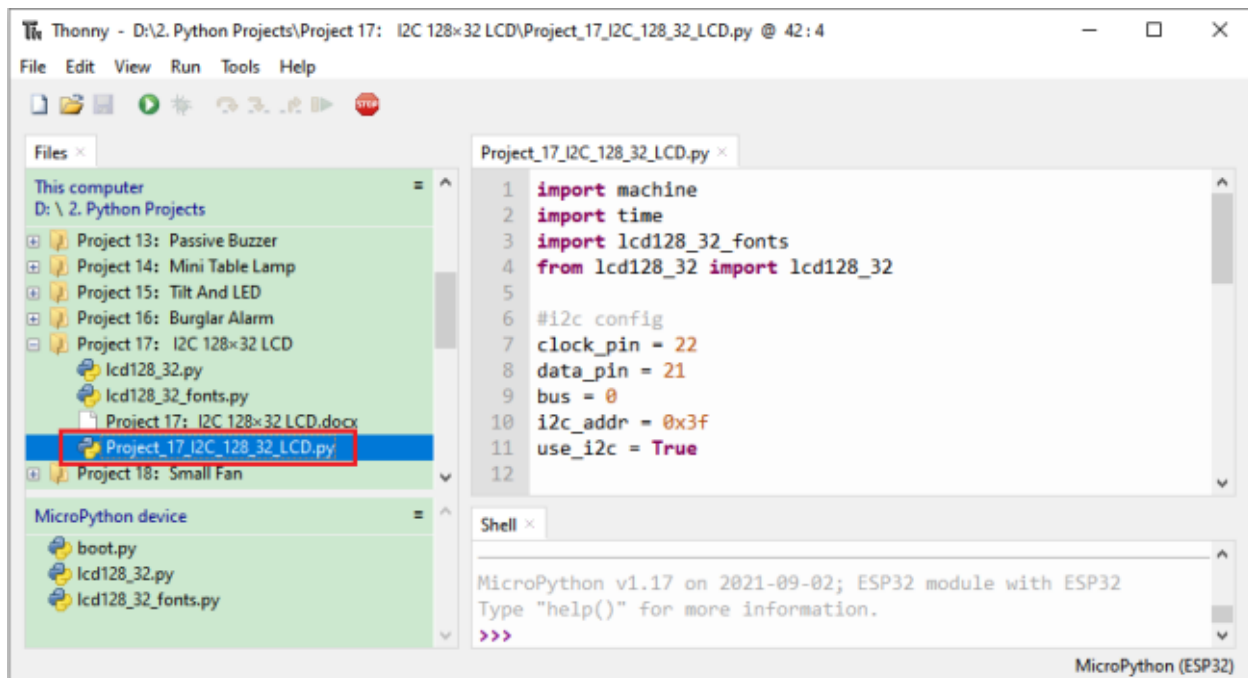 Thonny - D:\2. Python Projects\Project 17: I2C 128×32 LCD\Project_17_I2C_128_32_LCD.py @ 42:4
File Edit View Run Tools Help
STOP
Files ×
This computer
D: \ 2. Python Projects
Project 13: Passive Buzzer
Project 14: Mini Table Lamp
Project 15: Tilt And LED
Project 16: Burglar Alarm
Project 17: I2C 128×32 LCD
lcd128_32.py
lcd128_32_fonts.py
Project 17: I2C 128×32 LCD.docx
Project_17_I2C_128_32_LCD.py
Project 18: Small Fan
MicroPython device
boot.py
lcd128_32.py
lcd128_32_fonts.py
Project_17_I2C_128_32_LCD.py ×
1 import machine
2 import time
3 import lcd128_32_fonts
4 from lcd128_32 import lcd128_32
5
6 #i2c config
7 clock_pin = 22
8 data_pin = 21
9 bus = 0
10 i2c_addr = 0x3f
11 use_i2c = True
12
Shell ×
MicroPython v1.17 on 2021-09-02; ESP32 module with ESP32
Type "help()" for more information.
>>>
MicroPython (ESP32)